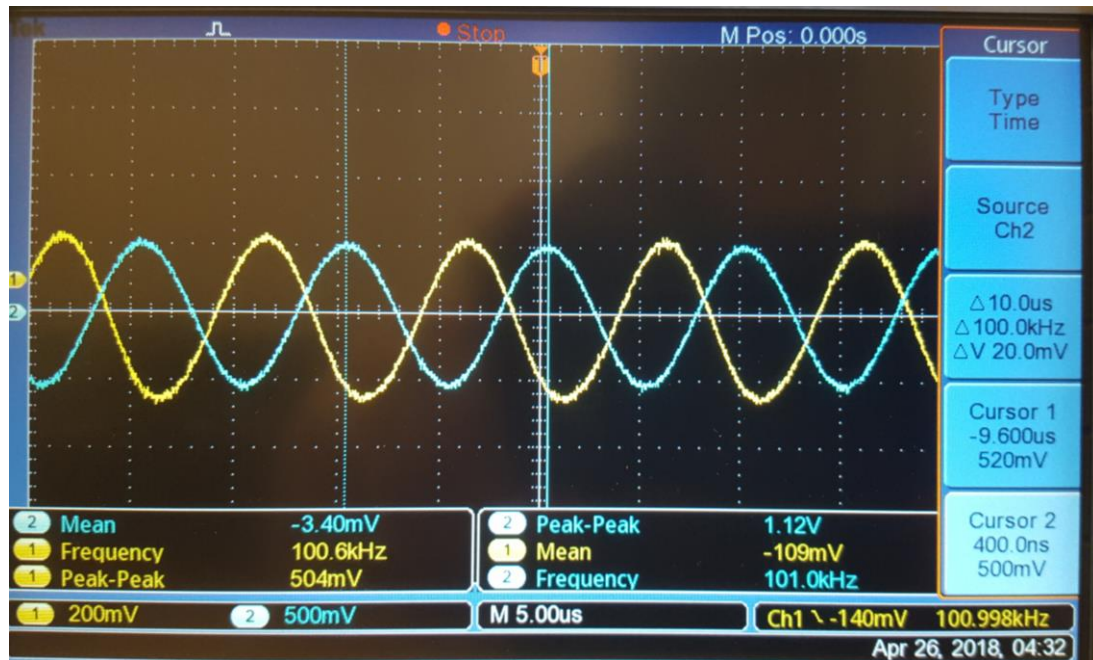 Tek
Stop
M Pos: 0.000s
Cursor
Type
Time
Source
Ch2
△10.0us
△100.0kHz
△V 20.0mV
Cursor 1
-9.600us
520mV
Cursor 2
400.0ns
500mV
T
1
2
2 Mean -3.40mV
1 Frequency 100.6kHz
1 Peak-Peak 504mV
2 Peak-Peak 1.12V
1 Mean -109mV
2 Frequency 101.0kHz
1 200mV 2 500mV M 5.00us Ch1 \ -140mV 100.998kHz
Apr 26, 2018, 04:32